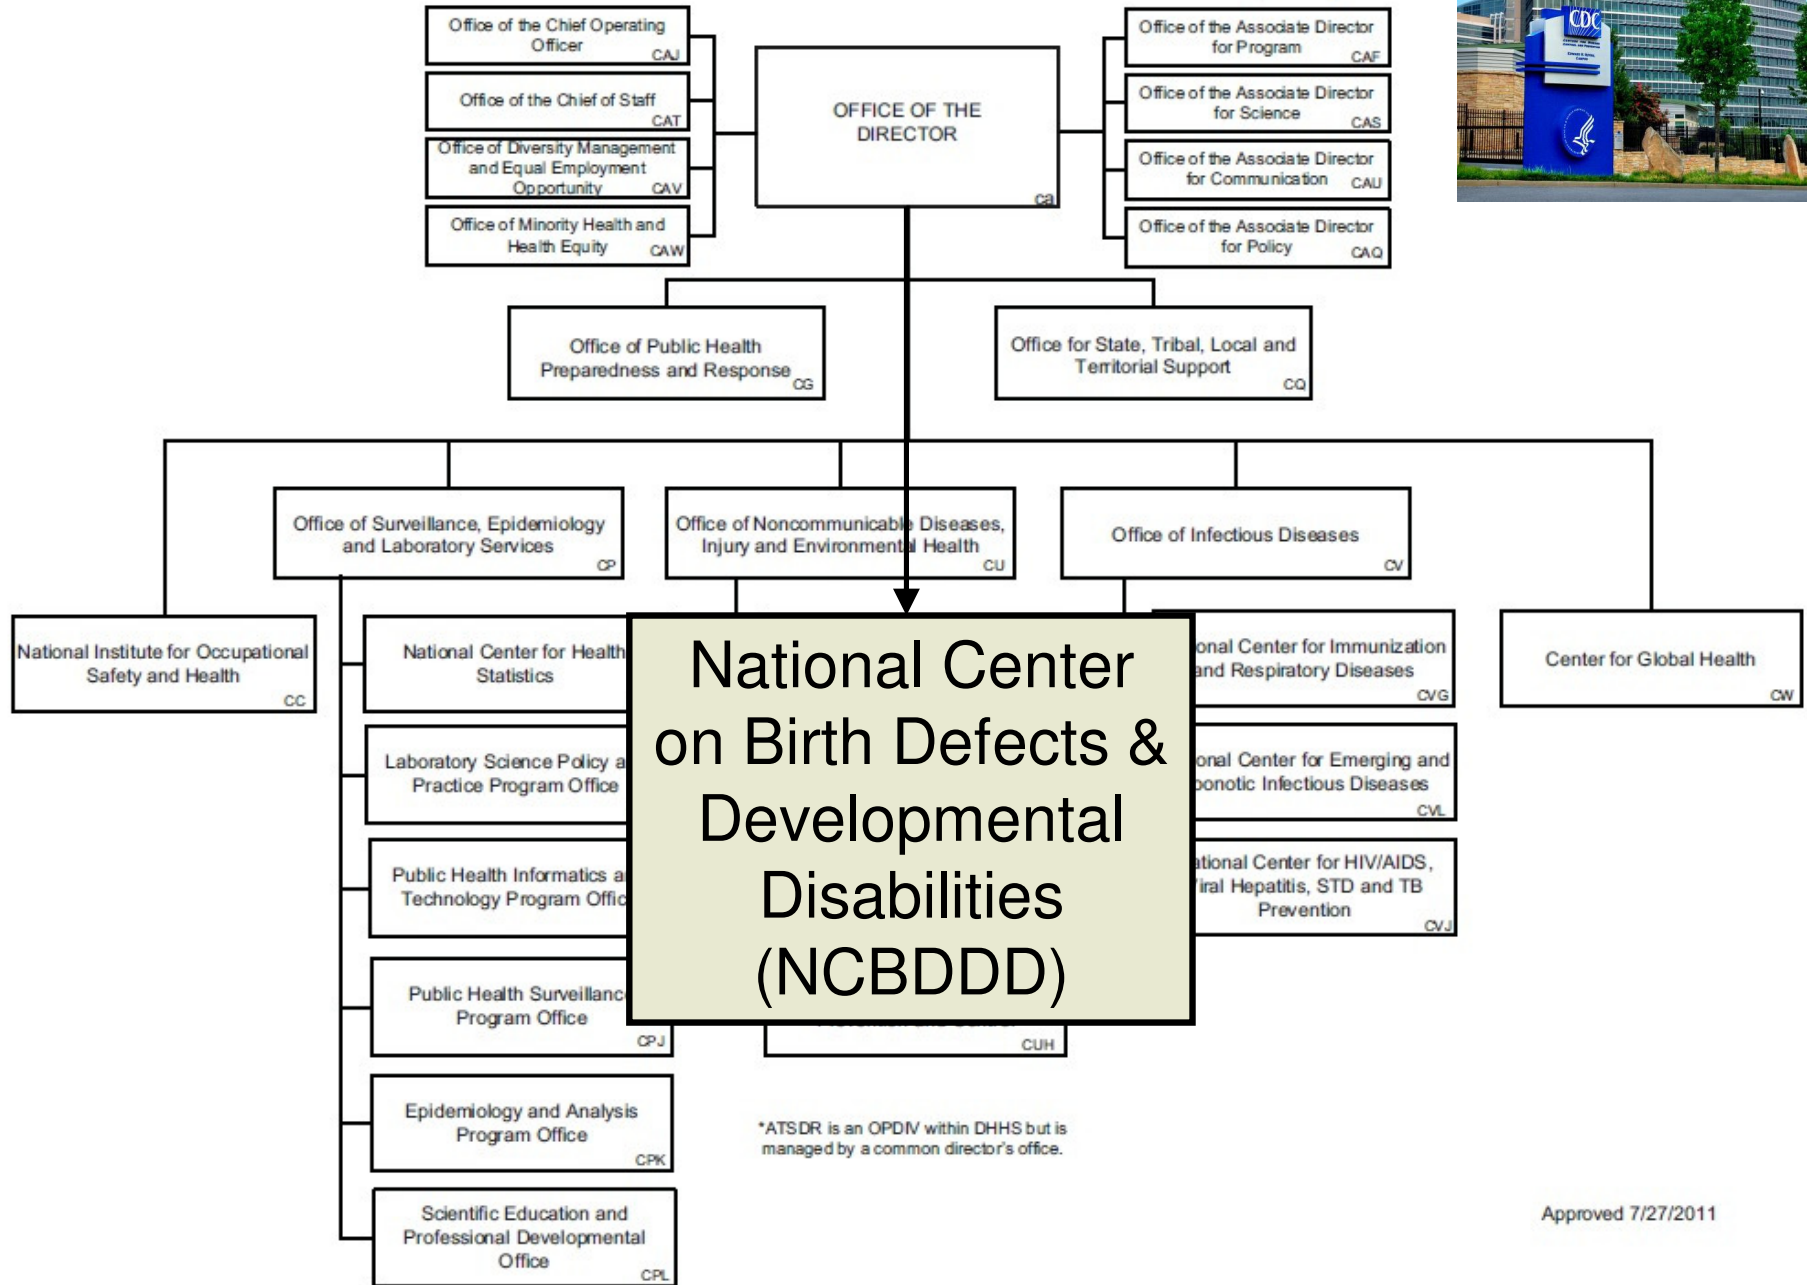 Office of the Chief Operating
Officer
CAJ
Office of the Chief of Staff
CAT
Office of Diversity Management
and Equal Employment
Opportunity CAV
Office of Minority Health and
Health Equity CAW
OFFICE OF THE
DIRECTOR
ca
Office of the Associate Director
for Program CAF
Office of the Associate Director
for Science CAS
Office of the Associate Director
for Communication CAU
Office of the Associate Director
for Policy CAQ
CDC
Office of Public Health
Preparedness and Response CG
Office for State, Tribal, Local and
Territorial Support
CQ
Office of Surveillance, Epidemiology
and Laboratory Services
CP
Office of Noncommunicable Diseases,
Injury and Environmental Health
CU
Office of Infectious Diseases
CV
National Institute for Occupational
Safety and Health
CC
National Center for Health
Statistics
Laboratory Science Policy
Practice Program Office
Public Health Informatics
Technology Program
Public Health Surveillance
Program Office
CPJ
Epidemiology and Analysis
Program Office
CPK
Scientific Education and
Professional Developmental
Office
CPL
National Center
on Birth Defects &
Developmental
Disabilities
(NCBDDD)
CUH
*ATSDR is an OPDIV within DHHS but is
managed by a common director's office.
Center for Immunization
and Respiratory Diseases
CVG
Center for Emerging and
Infectious Diseases
CVL
Center for HIV/AIDS,
Hepatitis, STD and TB
Prevention
CVJ
Center for Global Health
CW
Approved 7/27/2011